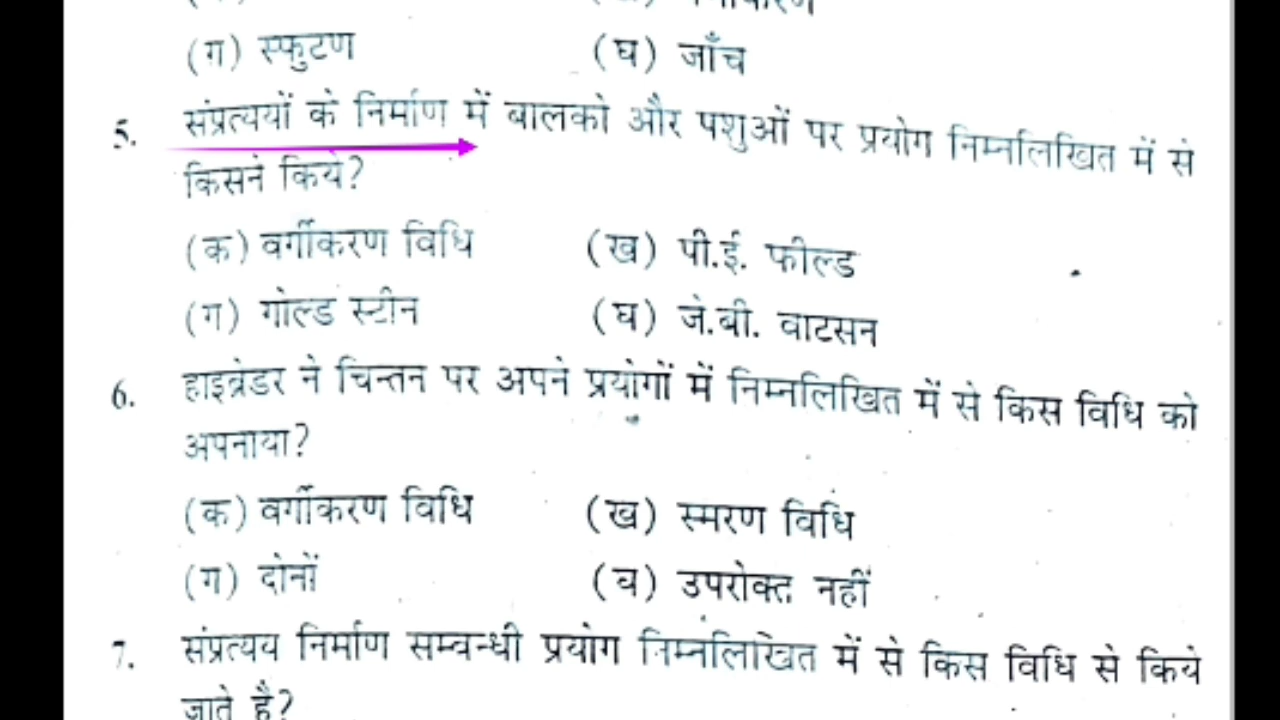 (ग) स्फुटण (घ) जाँच
5. संप्रत्ययों के निर्माण में बालको और पशुओं पर प्रयोग निम्नलिखित में से
किसने किये?
(क) वर्गीकरण विधि (ख) पी.ई. फील्ड
(ग) गोल्ड स्टीन (घ) जे.बी. वाटसन
6. हाइब्रेडर ने चिन्तन पर अपने प्रयोगों में निम्नलिखित में से किस विधि को
अपनाया?
(क) वर्गीकरण विधि (ख) स्मरण विधि
(ग) दोनों (घ) उपरोक्त नहीं
7. संप्रत्यय निर्माण सम्वन्धी प्रयोग निम्नलिखित में से किस विधि से किये
जाते है?